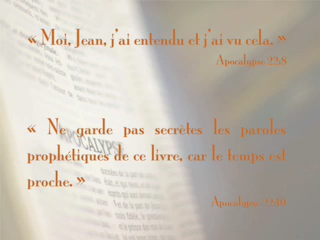 « Moi, Jean, j'ai entendu et j'ai vu cela. »
Apocalypse 22:8
« Ne garde pas secrètes les paroles
prophétiques de ce livre, car le temps est
proche. »
Apocalypse 22:10
APOCALYPSE